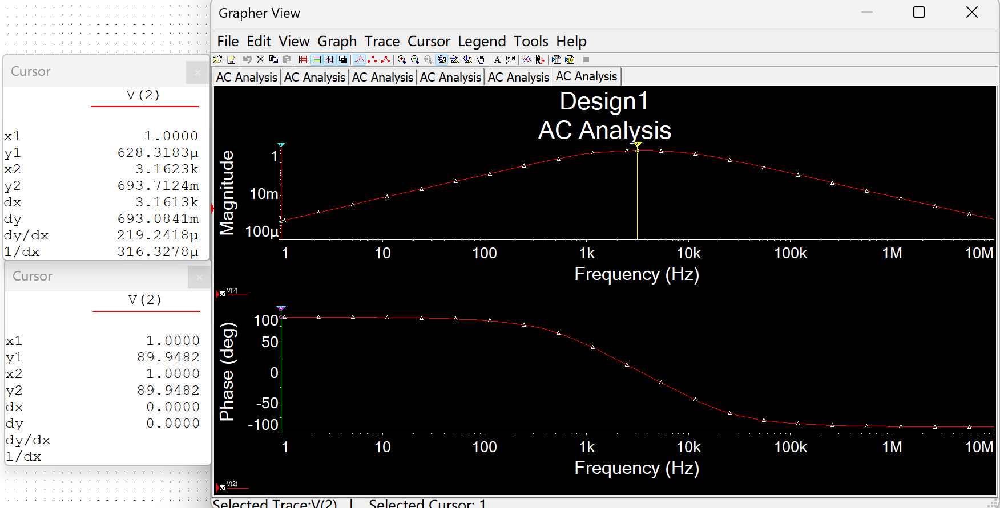 Grapher View
File Edit View Graph Trace Cursor Legend Tools Help
AC Analysis AC Analysis AC Analysis AC Analysis AC Analysis AC Analysis
Cursor
V(2)
x1 1.0000
y1 628.3183µ
x2 3.1623k
y2 693.7124m
dx 3.1613k
dy 693.0841m
dy/dx 219.2418µ
1/dx 316.3278µ
Cursor
V(2)
x1 1.0000
y1 89.9482
x2 1.0000
y2 89.9482
dx 0.0000
dy 0.0000
dy/dx
1/dx
Design1
AC Analysis
Magnitude
1
10m
100µ
1 10 100 1k 10k 100k 1M 10M
Frequency (Hz)
V(2)
Phase (deg)
100
50
0
-50
-100
1 10 100 1k 10k 100k 1M 10M
Frequency (Hz)
V(2)
Selected Trace:V(2) | Selected Cursor: 1